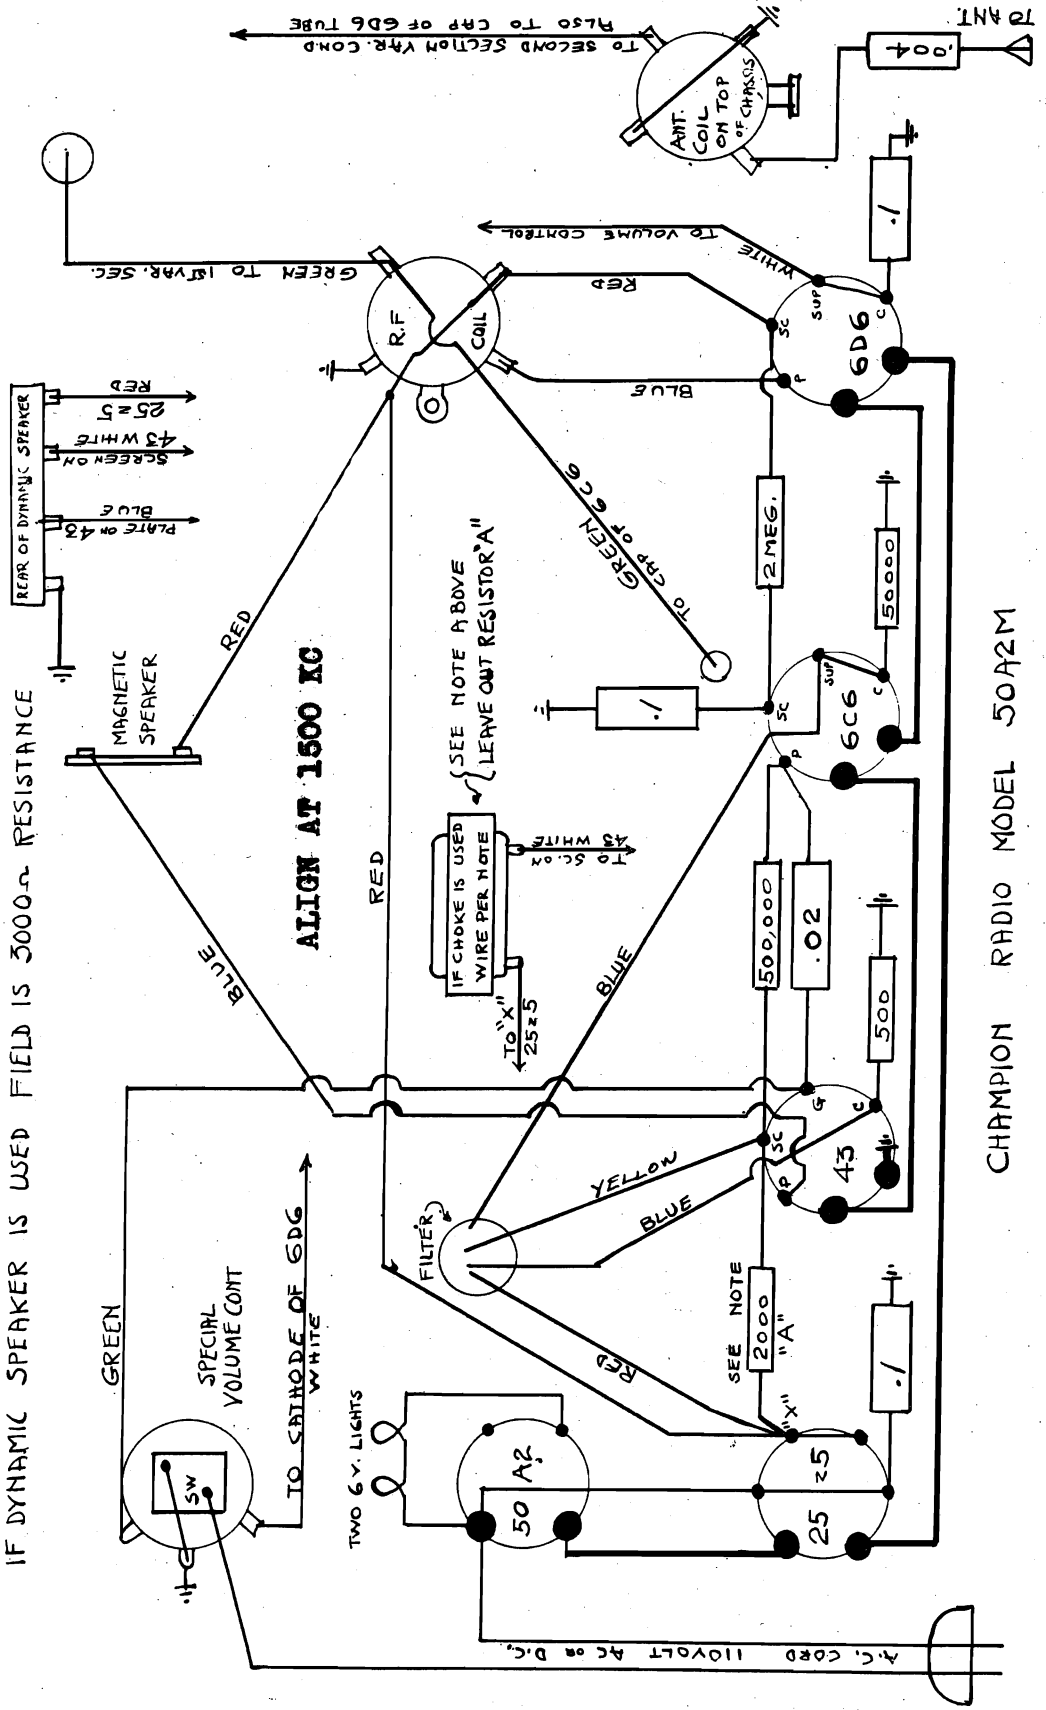 IF DYNAMIC SPEAKER IS USED FIELD IS 3000Ω RESISTANCE
REAR OF DYNAMIC SPEAKER
PLATE ON 43
BLUE
SCREEN ON
43 WHITE
25Z5
RED
MAGNETIC
SPEAKER
RED
BLUE
GREEN
SPECIAL
VOLUME CONT
SW
TO CATHODE OF 6D6
WHITE
ALIGN AT 1500 KC
TWO 6 V. LIGHTS
RED
FILTER
IF CHOKE IS USED
WIRE PER NOTE
SEE NOTE ABOVE
LEAVE OUT RESISTOR "A"
TO "X"
25Z5
TO SC. ON
43 WHITE
GREEN TO 1ST VAR. SEC.
R.F
COIL
GREEN
TO CAP OF 6C6
RED
BLUE
TO VOLUME CONTROL
WHITE
TO SECOND SECTION VAR. COND
ALSO TO CAP OF 6D6 TUBE
ANT.
COIL
ON TOP
OF CHASSIS
.004
TO ANT.
YELLOW
BLUE
BLUE
RED
A.C. CORD 110 VOLT AC OR D.C.
50 A2
25 Z5
"X"
SEE NOTE
2000
"A"
.1
43
P
SC
G
C
500
500,000
.02
.1
6C6
P
SC
SUP
C
50000
2 MEG.
6D6
P
SC
SUP
C
.1
CHAMPION RADIO MODEL 50A2M